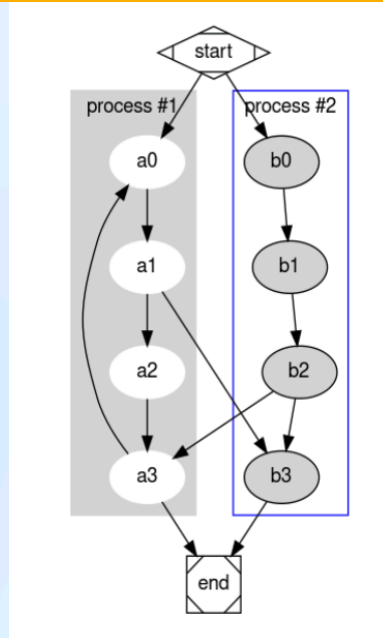 start
process #1
process #2
a0
b0
a1
b1
a2
b2
a3
b3
end